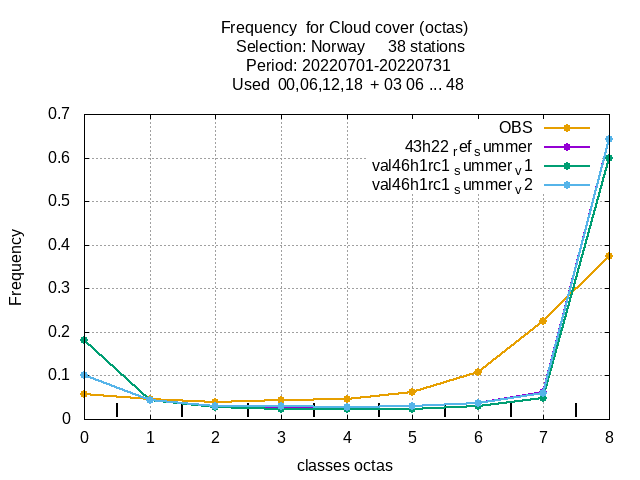 Frequency for Cloud cover (octas)
Selection: Norway 38 stations
Period: 20220701-20220731
Used 00,06,12,18 + 03 06 ... 48
OBS
43h22 ref summer
val46h1rc1 summer v1
val46h1rc1 summer v2
Frequency
0.7
0.6
0.5
0.4
0.3
0.2
0.1
0
0 1 2 3 4 5 6 7 8
classes octas